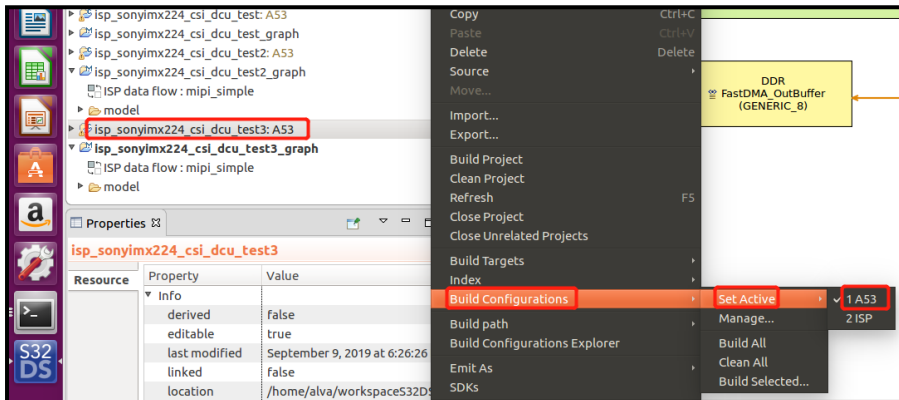 isp_sonyimx224_csi_dcu_test: A53
isp_sonyimx224_csi_dcu_test_graph
isp_sonyimx224_csi_dcu_test2: A53
isp_sonyimx224_csi_dcu_test2_graph
ISP data flow : mipi_simple
model
isp_sonyimx224_csi_dcu_test3: A53
isp_sonyimx224_csi_dcu_test3_graph
ISP data flow : mipi_simple
model
Properties
isp_sonyimx224_csi_dcu_test3
Resource
Property Value
Info
derived false
editable true
last modified September 9, 2019 at 6:26:26
linked false
location /home/alva/workspaceS32DS
Copy Ctrl+C
Paste Ctrl+V
Delete Delete
Source
Move...
Import...
Export...
Build Project
Clean Project
Refresh F5
Close Project
Close Unrelated Projects
Build Targets
Index
Build Configurations
Build path
Build Configurations Explorer
Emit As
SDKs
Set Active
Manage...
Build All
Clean All
Build Selected...
1 A53
2 ISP
DDR
FastDMA_OutBuffer
(GENERIC_8)
A
a
>_
S32
DS